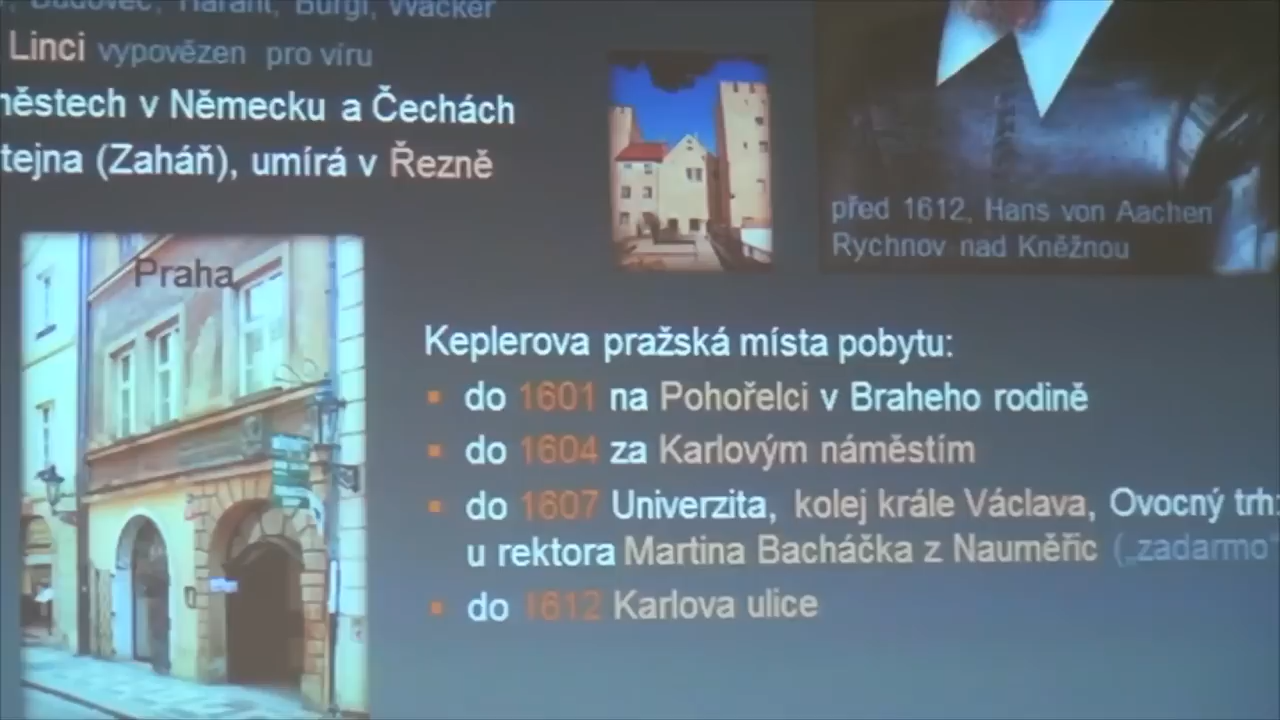 Budovec, Harant, Bürgi, Wacker
Linci vypovězen pro víru
městech v Německu a Čechách
tejna (Zaháň), umírá v Řezně
před 1612, Hans von Aachen
Rychnov nad Kněžnou
Praha
Keplerova pražská místa pobytu:
do 1601 na Pohořelci v Braheho rodině
do 1604 za Karlovým náměstím
do 1607 Univerzita, kolej krále Václava, Ovocný trh:
u rektora Martina Bacháčka z Nauměřic („zadarmo"
do 1612 Karlova ulice